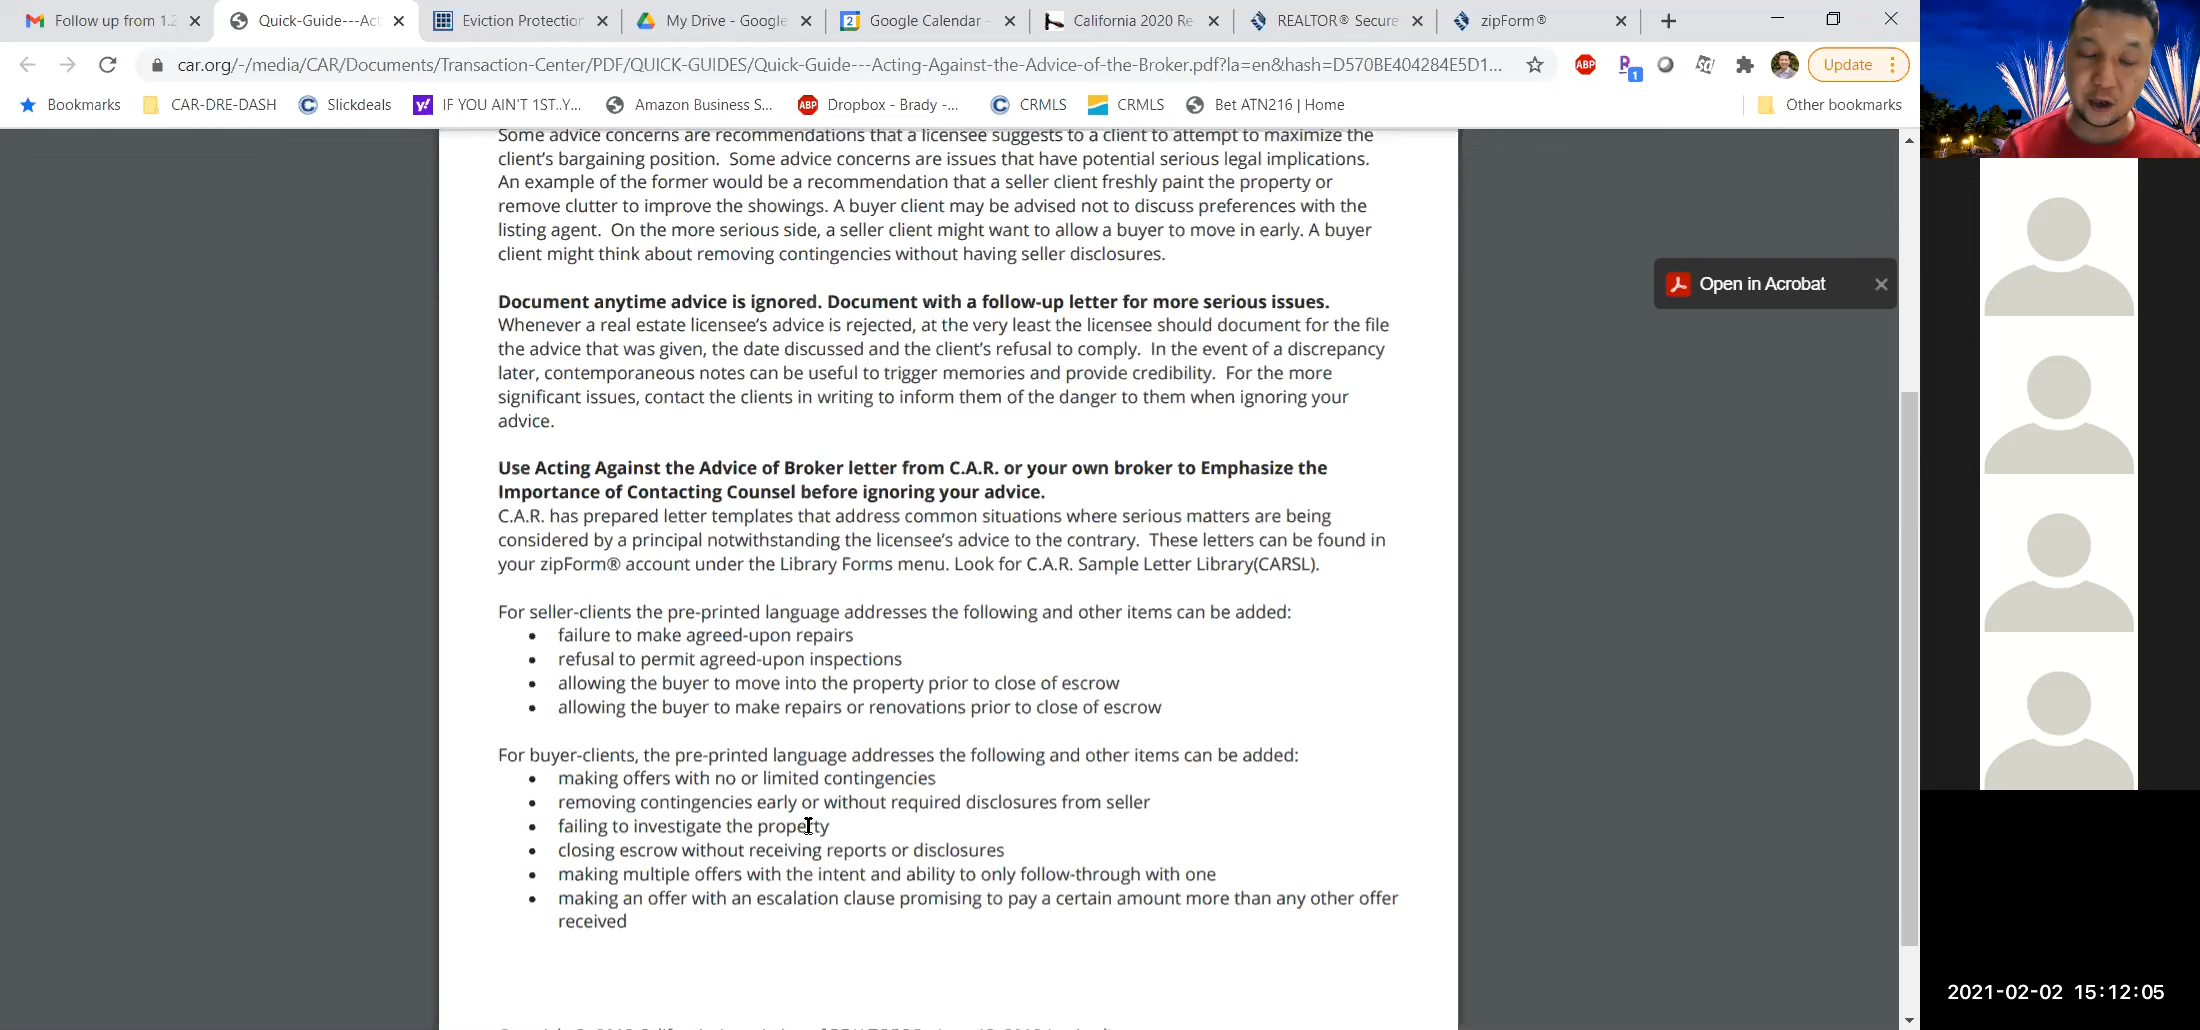 Follow up from 1.2
Quick-Guide---Act
Eviction Protection
My Drive - Google
Google Calendar -
California 2020 Re
REALTOR® Secure
zipForm®
car.org/-/media/CAR/Documents/Transaction-Center/PDF/QUICK-GUIDES/Quick-Guide---Acting-Against-the-Advice-of-the-Broker.pdf?la=en&hash=D570BE404284E5D1...
ABP
1
Update
Bookmarks
CAR-DRE-DASH
Slickdeals
IF YOU AIN'T 1ST..Y...
Amazon Business S...
Dropbox - Brady -...
CRMLS
CRMLS
Bet ATN216 | Home
Other bookmarks
Some advice concerns are recommendations that a licensee suggests to a client to attempt to maximize the
client's bargaining position. Some advice concerns are issues that have potential serious legal implications.
An example of the former would be a recommendation that a seller client freshly paint the property or
remove clutter to improve the showings. A buyer client may be advised not to discuss preferences with the
listing agent. On the more serious side, a seller client might want to allow a buyer to move in early. A buyer
client might think about removing contingencies without having seller disclosures.
Open in Acrobat
Document anytime advice is ignored. Document with a follow-up letter for more serious issues.
Whenever a real estate licensee's advice is rejected, at the very least the licensee should document for the file
the advice that was given, the date discussed and the client's refusal to comply. In the event of a discrepancy
later, contemporaneous notes can be useful to trigger memories and provide credibility. For the more
significant issues, contact the clients in writing to inform them of the danger to them when ignoring your
advice.
Use Acting Against the Advice of Broker letter from C.A.R. or your own broker to Emphasize the
Importance of Contacting Counsel before ignoring your advice.
C.A.R. has prepared letter templates that address common situations where serious matters are being
considered by a principal notwithstanding the licensee's advice to the contrary. These letters can be found in
your zipForm® account under the Library Forms menu. Look for C.A.R. Sample Letter Library(CARSL).
For seller-clients the pre-printed language addresses the following and other items can be added:
• failure to make agreed-upon repairs
• refusal to permit agreed-upon inspections
• allowing the buyer to move into the property prior to close of escrow
• allowing the buyer to make repairs or renovations prior to close of escrow
For buyer-clients, the pre-printed language addresses the following and other items can be added:
• making offers with no or limited contingencies
• removing contingencies early or without required disclosures from seller
• failing to investigate the property
• closing escrow without receiving reports or disclosures
• making multiple offers with the intent and ability to only follow-through with one
• making an offer with an escalation clause promising to pay a certain amount more than any other offer
received
2021-02-02 15:12:05